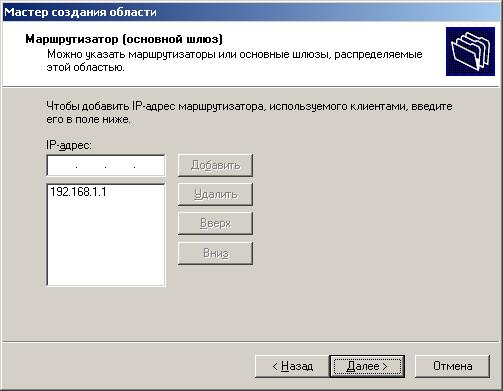 Мастер создания области
Маршрутизатор (основной шлюз)
Можно указать маршрутизаторы или основные шлюзы, распределяемые
этой областью.
Чтобы добавить IP-адрес маршрутизатора, используемого клиентами, введите
его в поле ниже.
IP-адрес:
. . .
Добавить
192.168.1.1
Удалить
Вверх
Вниз
< Назад
Далее >
Отмена